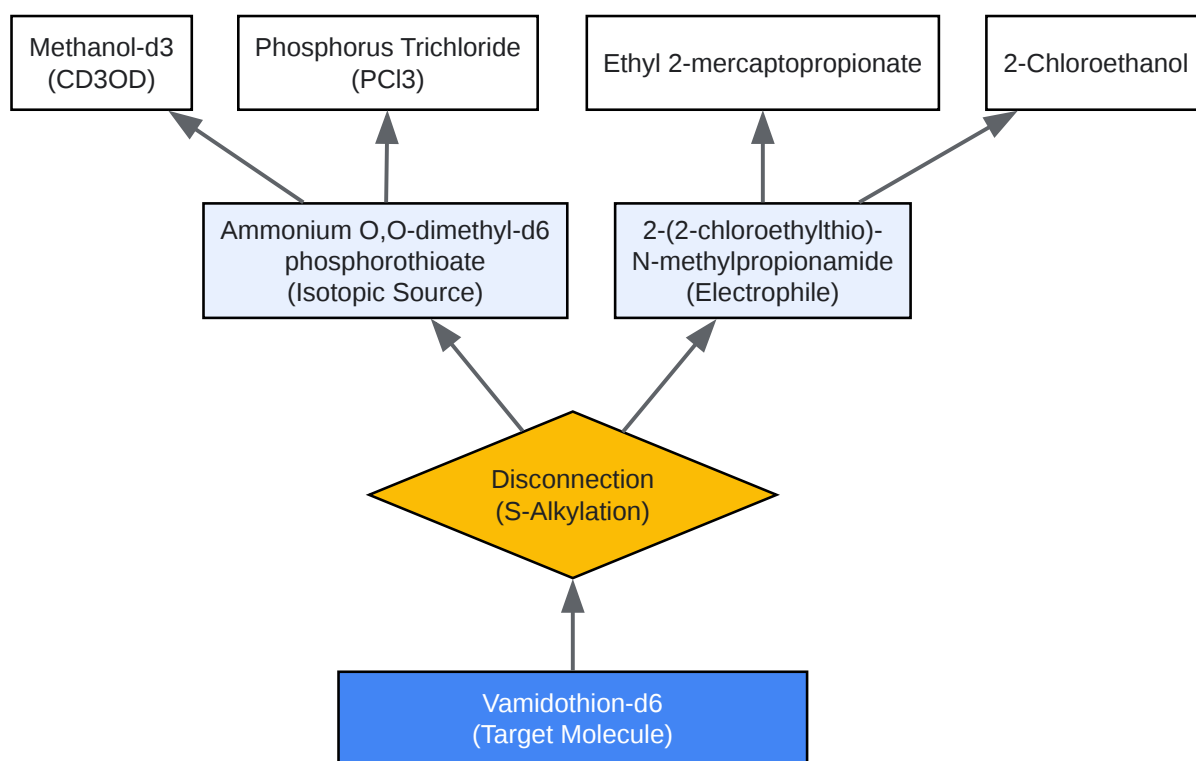 Methanol-d3
(CD3OD)
Phosphorus Trichloride
(PCl3)
Ethyl 2-mercaptopropionate
2-Chloroethanol
Ammonium O,O-dimethyl-d6
phosphorothioate
(Isotopic Source)
2-(2-chloroethylthio)-
N-methylpropionamide
(Electrophile)
Disconnection
(S-Alkylation)
Vamidothion-d6
(Target Molecule)